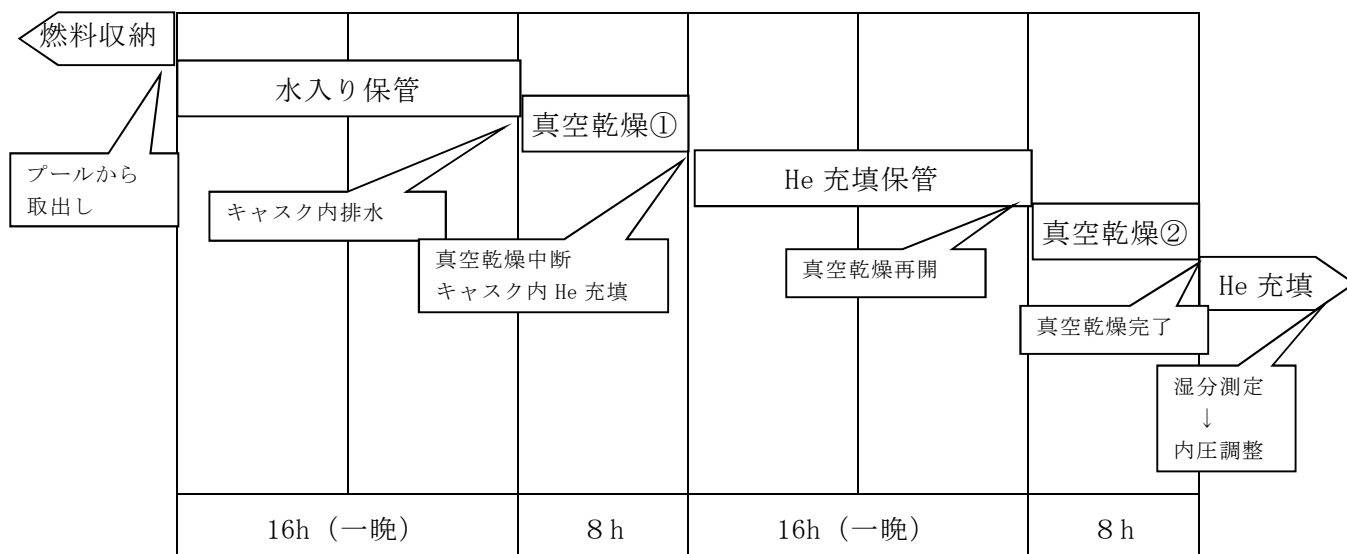 燃料収納
水入り保管
プールから
取出し
キャスク内排水
真空乾燥①
真空乾燥中断
キャスク内 He 充填
He 充填保管
真空乾燥再開
真空乾燥②
真空乾燥完了
He 充填
湿分測定
↓
内圧調整
16h（一晩）
８h
16h（一晩）
８h